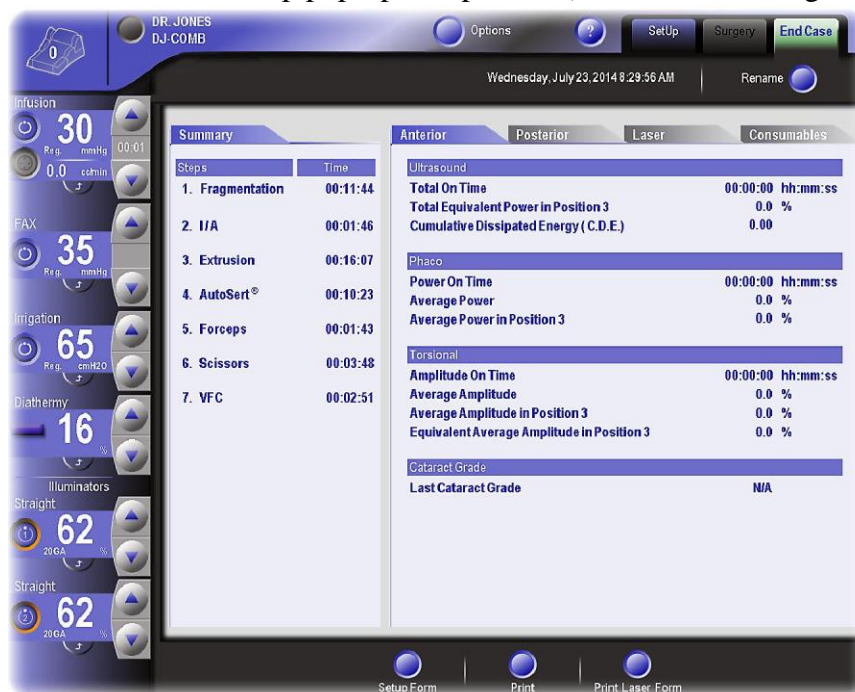 0
DR. JONES
DJ-COMB
Options
?
SetUp
Surgery
End Case
Wednesday, July 23, 2014 8:29:56 AM
Rename
Infusion
30
Reg. mmHg
00:01
0.0 cc/min
FAX
35
Reg. mmHg
Irrigation
65
Reg. cmH2O
Diathermy
16
%
Illuminators
Straight
1
62
20GA %
Straight
2
62
20GA %
Summary
Steps Time
1. Fragmentation 00:11:44
2. I/A 00:01:46
3. Extrusion 00:16:07
4. AutoSert® 00:10:23
5. Forceps 00:01:43
6. Scissors 00:03:48
7. VFC 00:02:51
Anterior Posterior Laser Consumables
Ultrasound
Total On Time 00:00:00 hh:mm:ss
Total Equivalent Power in Position 3 0.0 %
Cumulative Dissipated Energy ( C.D.E.) 0.00
Phaco
Power On Time 00:00:00 hh:mm:ss
Average Power 0.0 %
Average Power in Position 3 0.0 %
Torsional
Amplitude On Time 00:00:00 hh:mm:ss
Average Amplitude 0.0 %
Average Amplitude in Position 3 0.0 %
Equivalent Average Amplitude in Position 3 0.0 %
Cataract Grade
Last Cataract Grade N/A
Setup Form
Print
Print Laser Form